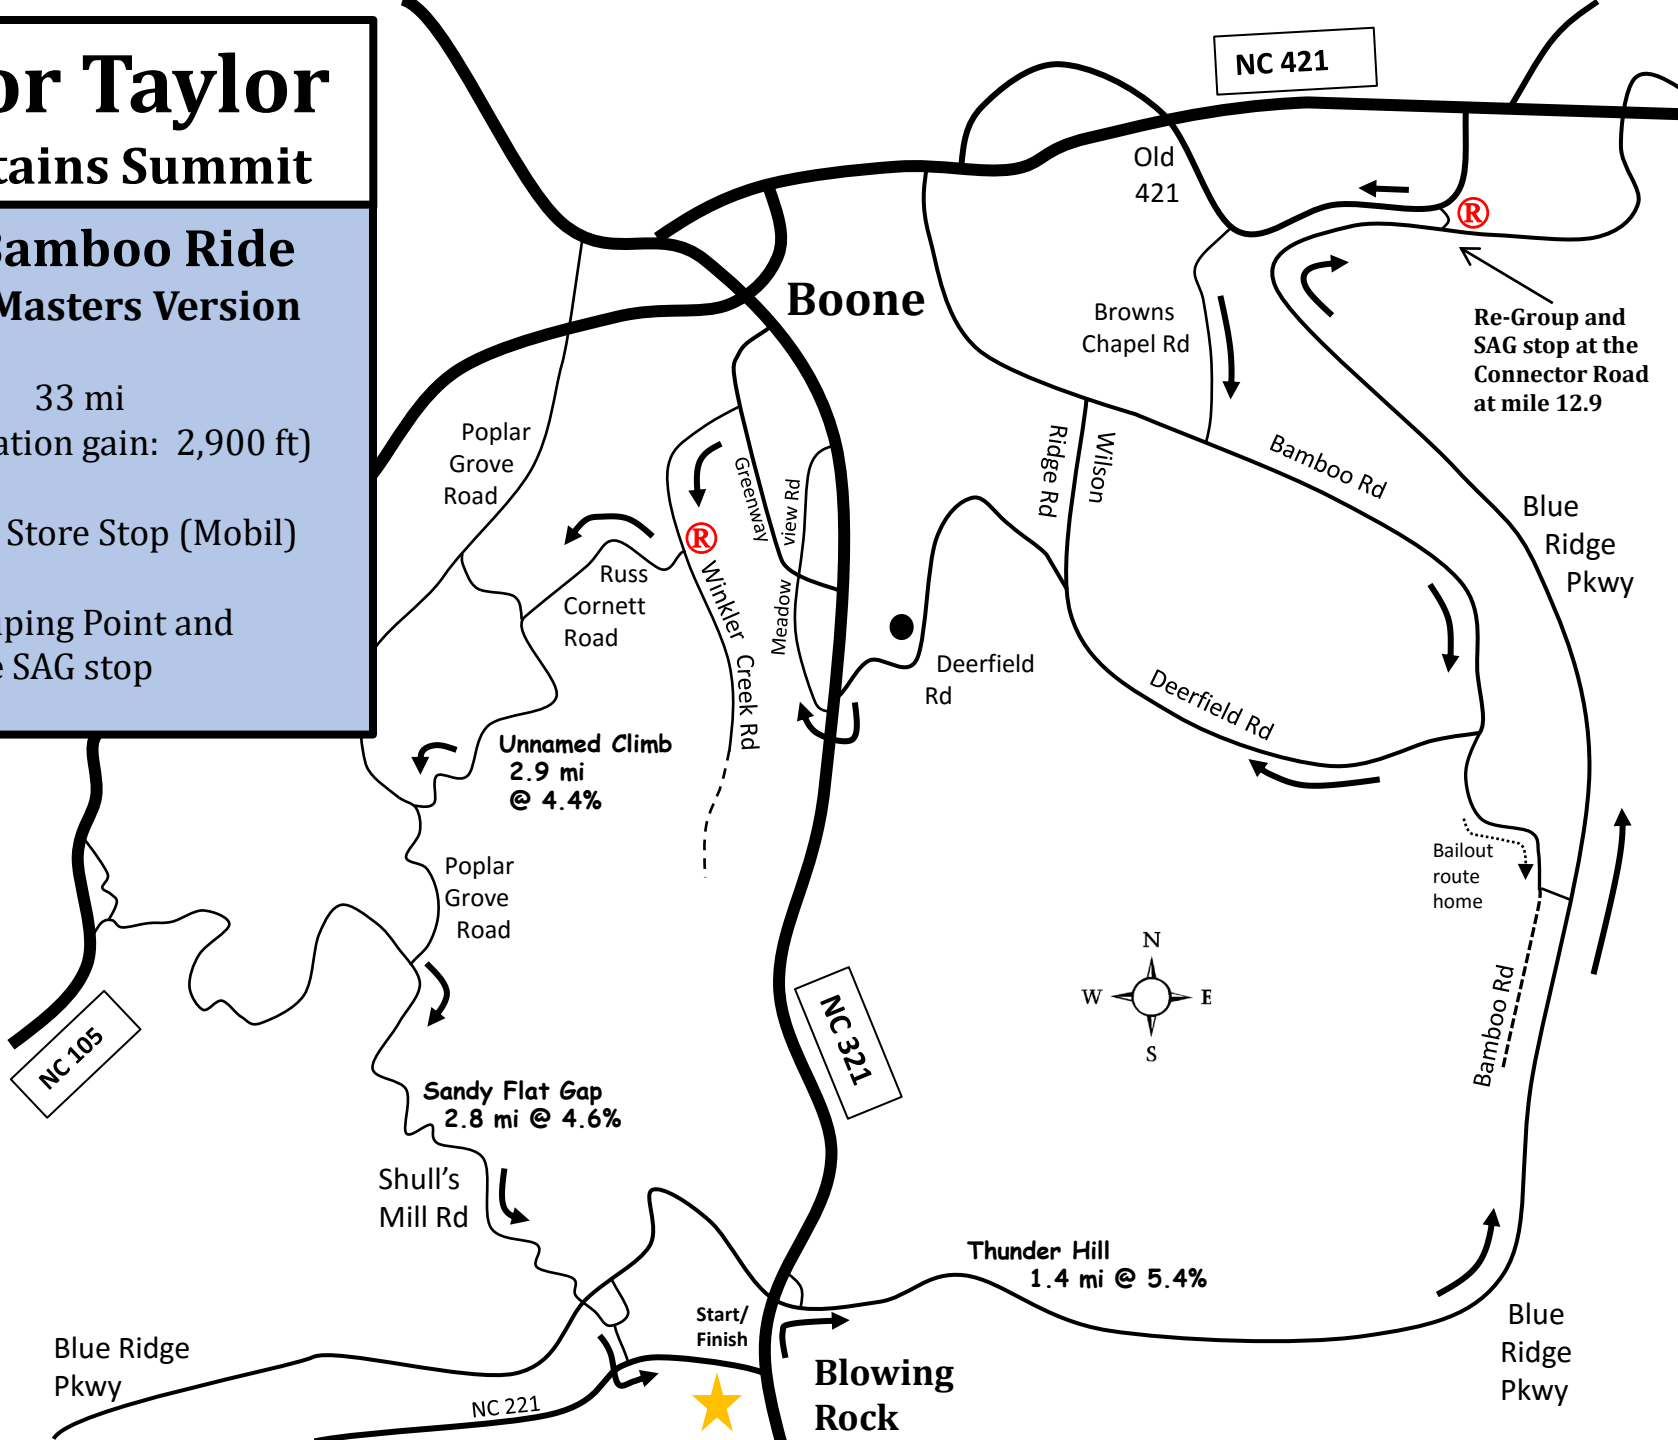 or Taylor
tains Summit
Bamboo Ride
Masters Version
33 mi
ation gain: 2,900 ft)
Store Stop (Mobil)
ping Point and
SAG stop
NC 421
Old
421
®
Boone
Browns
Chapel Rd
Re-Group and
SAG stop at the
Connector Road
at mile 12.9
Poplar
Grove
Road
Greenway
Meadow view Rd
Wilson
Ridge Rd
Bamboo Rd
Blue
Ridge
Pkwy
®
Russ
Cornett
Road
Winkler Creek Rd
Deerfield
Rd
Deerfield Rd
Unnamed Climb
2.9 mi
@ 4.4%
Poplar
Grove
Road
Bailout
route
home
N
W E
S
Bamboo Rd
NC 105
NC 321
Sandy Flat Gap
2.8 mi @ 4.6%
Shull's
Mill Rd
Thunder Hill
1.4 mi @ 5.4%
Start/
Finish
Blue Ridge
Pkwy
NC 221
Blowing
Rock
Blue
Ridge
Pkwy